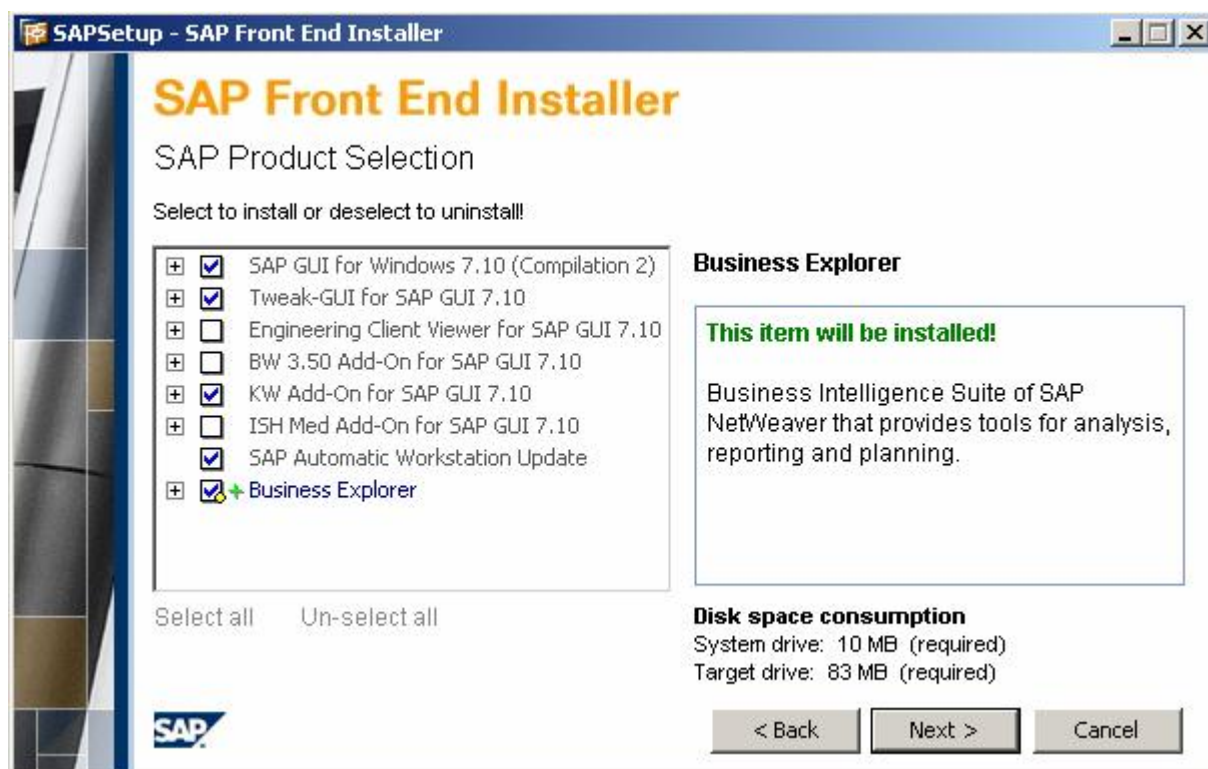 SAPSetup - SAP Front End Installer
SAP Front End Installer
SAP Product Selection
Select to install or deselect to uninstall!
SAP GUI for Windows 7.10 (Compilation 2)
Tweak-GUI for SAP GUI 7.10
Engineering Client Viewer for SAP GUI 7.10
BW 3.50 Add-On for SAP GUI 7.10
KW Add-On for SAP GUI 7.10
ISH Med Add-On for SAP GUI 7.10
SAP Automatic Workstation Update
Business Explorer
Select all
Un-select all
Business Explorer
This item will be installed!
Business Intelligence Suite of SAP
NetWeaver that provides tools for analysis,
reporting and planning.
Disk space consumption
System drive: 10 MB (required)
Target drive: 83 MB (required)
SAP
< Back
Next >
Cancel